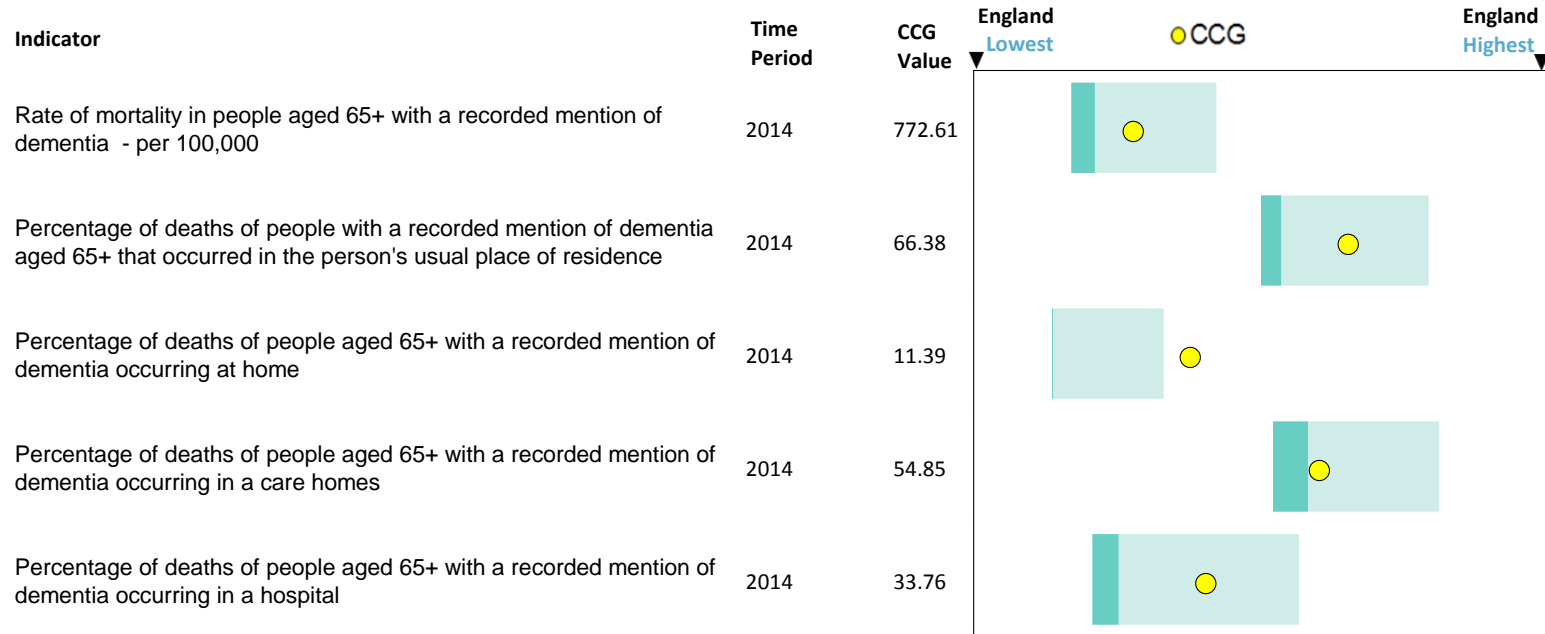 Indicator
Time Period
CCG Value
England Lowest
CCG
England Highest
Rate of mortality in people aged 65+ with a recorded mention of
dementia - per 100,000
2014
772.61
Percentage of deaths of people with a recorded mention of dementia
aged 65+ that occurred in the person's usual place of residence
2014
66.38
Percentage of deaths of people aged 65+ with a recorded mention of
dementia occurring at home
2014
11.39
Percentage of deaths of people aged 65+ with a recorded mention of
dementia occurring in a care homes
2014
54.85
Percentage of deaths of people aged 65+ with a recorded mention of
dementia occurring in a hospital
2014
33.76